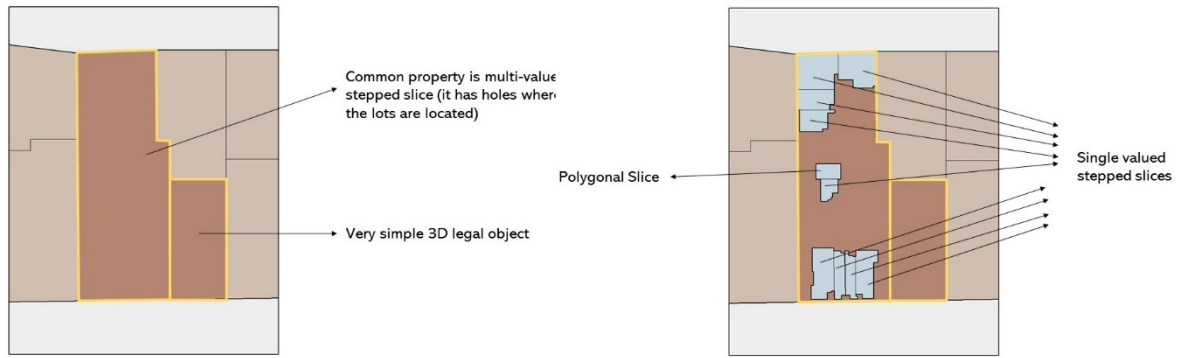 Common property is multi-value
stepped slice (it has holes wher
the lots are located)
Very simple 3D legal object
Polygonal Slice
Single valued
stepped slices